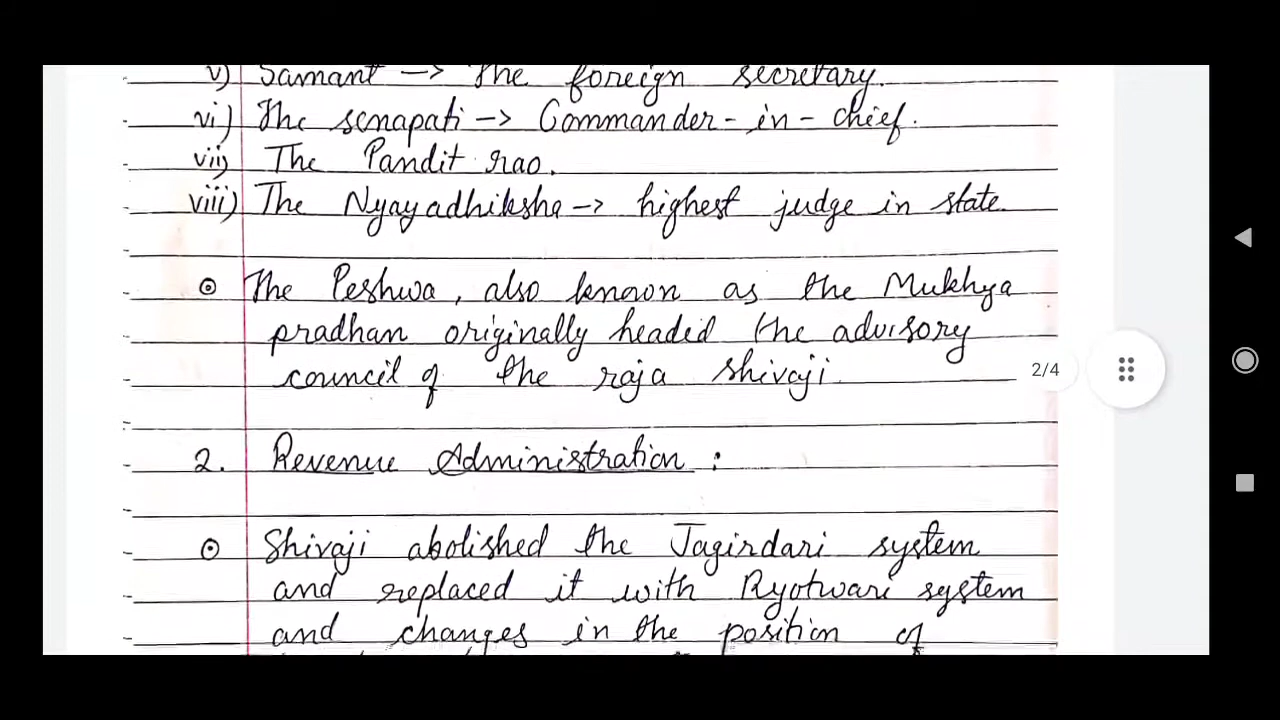 v) Samant -> The foreign secretary.
vi) The senapati -> Commander-in-chief.
vii) The Pandit rao.
viii) The Nyayadhiksha -> highest judge in state.
⊙ The Peshwa, also known as the Mukhya
pradhan originally headed the advisory
council of the raja shivaji.
2/4
2. Revenue Administration :
⊙ Shivaji abolished the Jagirdari system
and replaced it with Ryotwari system
and changes in the position of